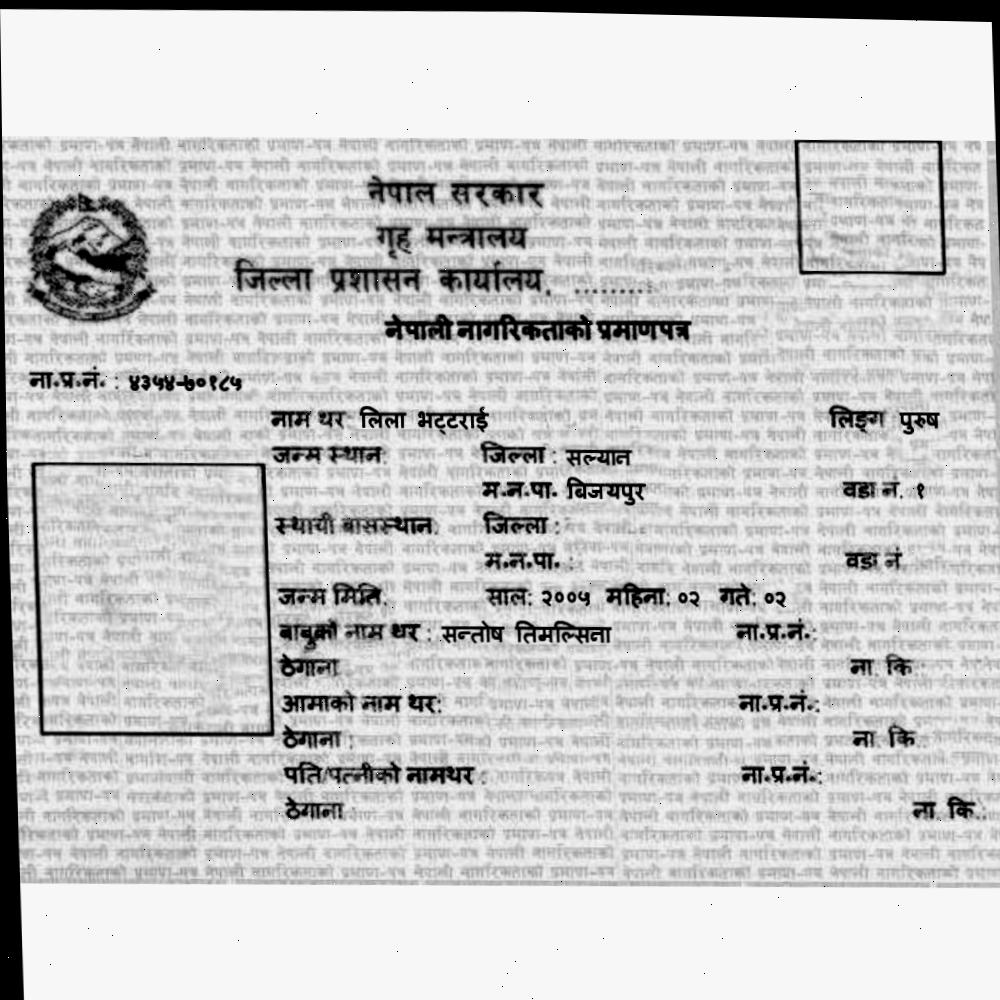 नेपाल सरकार
गृह मन्त्रालय
जिल्ला प्रशासन कार्यालय, ..........
नेपाली नागरिकताको प्रमाणपत्र
ना.प्र.नं. : ४३५४-७०१८५
नाम थर लिला भट्टराई लिङ्ग पुरुष
जन्म स्थान: जिल्ला : सल्यान
म.न.पा. बिजयपुर वडा नं. १
स्थायी बासस्थान: जिल्ला :
म.न.पा. : वडा नं
जन्म मिति. साल: २००५ महिना: ०२ गते: ०२
बाबुको नाम थर : सन्तोष तिमल्सिना ना.प्र.नं.:
ठेगाना ना. कि.:
आमाको नाम थर: ना.प्र.नं.:
ठेगाना : ना. कि.:
पति/पत्नीको नामथर : ना.प्र.नं.:
ठेगाना ना. कि.: